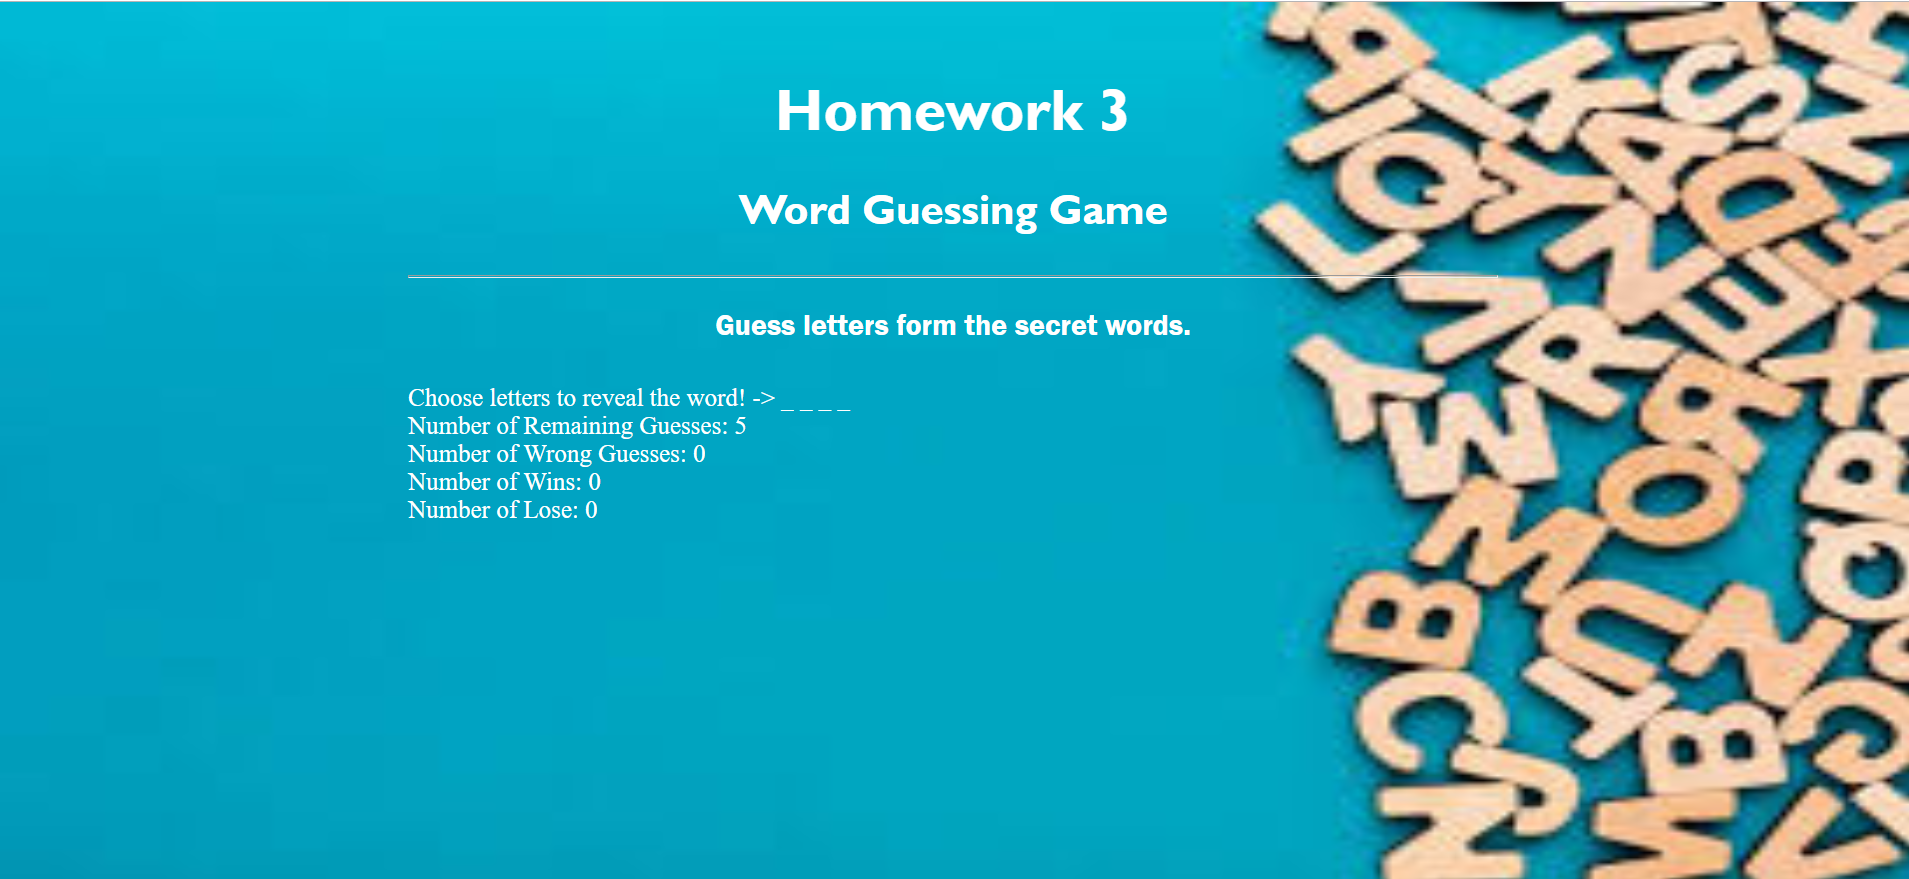 Homework 3
Word Guessing Game
Guess letters form the secret words.
Choose letters to reveal the word! -> _ _ _ _
Number of Remaining Guesses: 5
Number of Wrong Guesses: 0
Number of Wins: 0
Number of Lose: 0